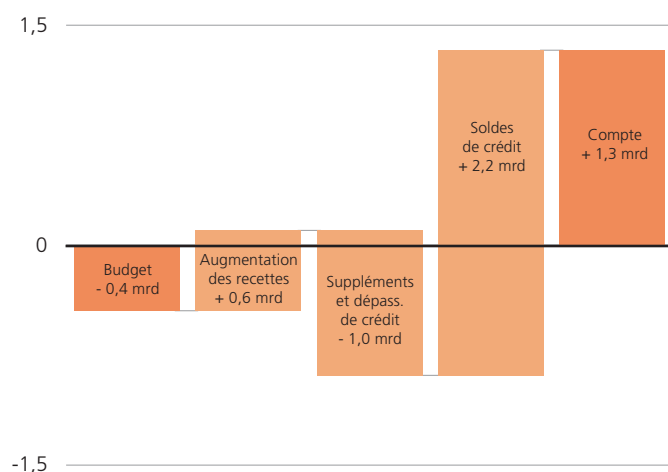 1,5
Soldes
de crédit
+ 2,2 mrd
Compte
+ 1,3 mrd
0
Budget
- 0,4 mrd
Augmentation
des recettes
+ 0,6 mrd
Suppléments
et dépass.
de crédit
- 1,0 mrd
-1,5